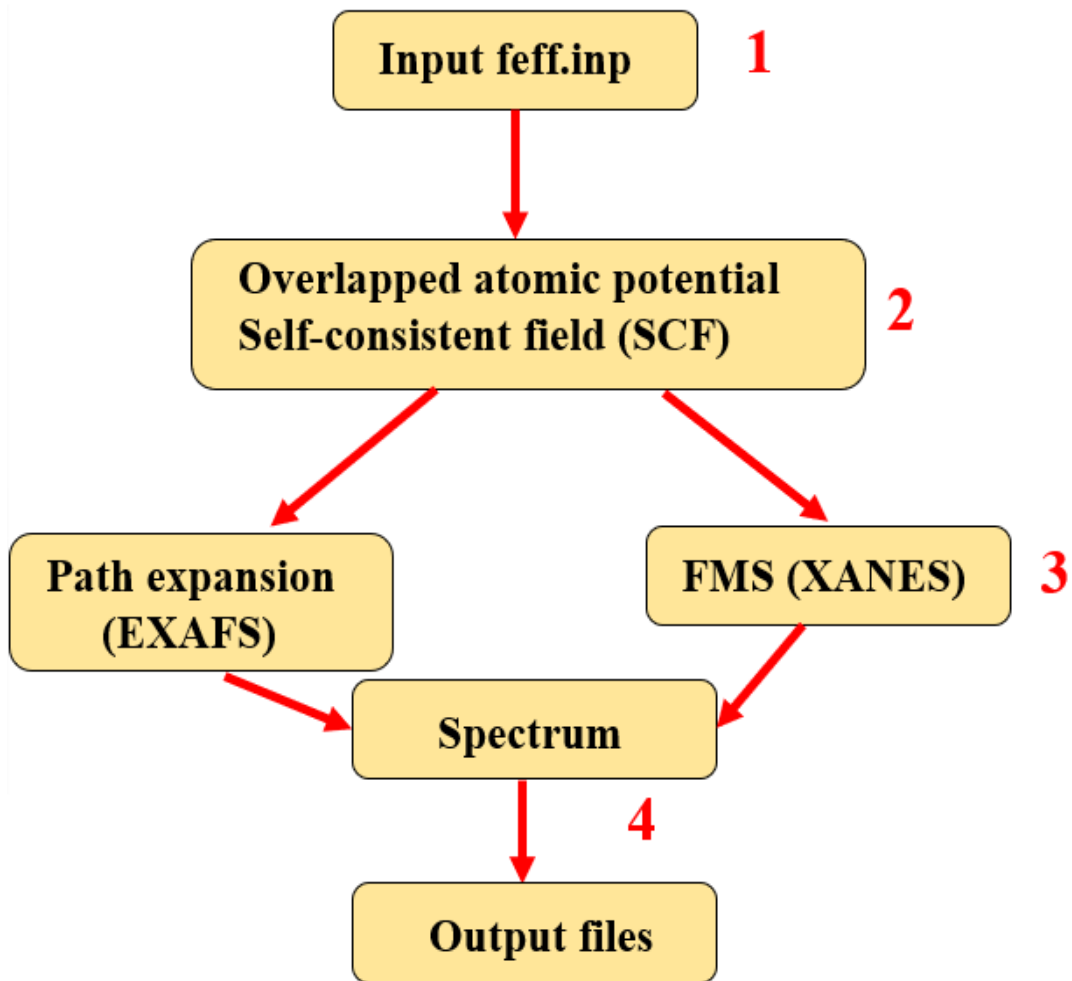 Input feff.inp
1
Overlapped atomic potential
Self-consistent field (SCF)
2
Path expansion
(EXAFS)
FMS (XANES)
3
Spectrum
4
Output files